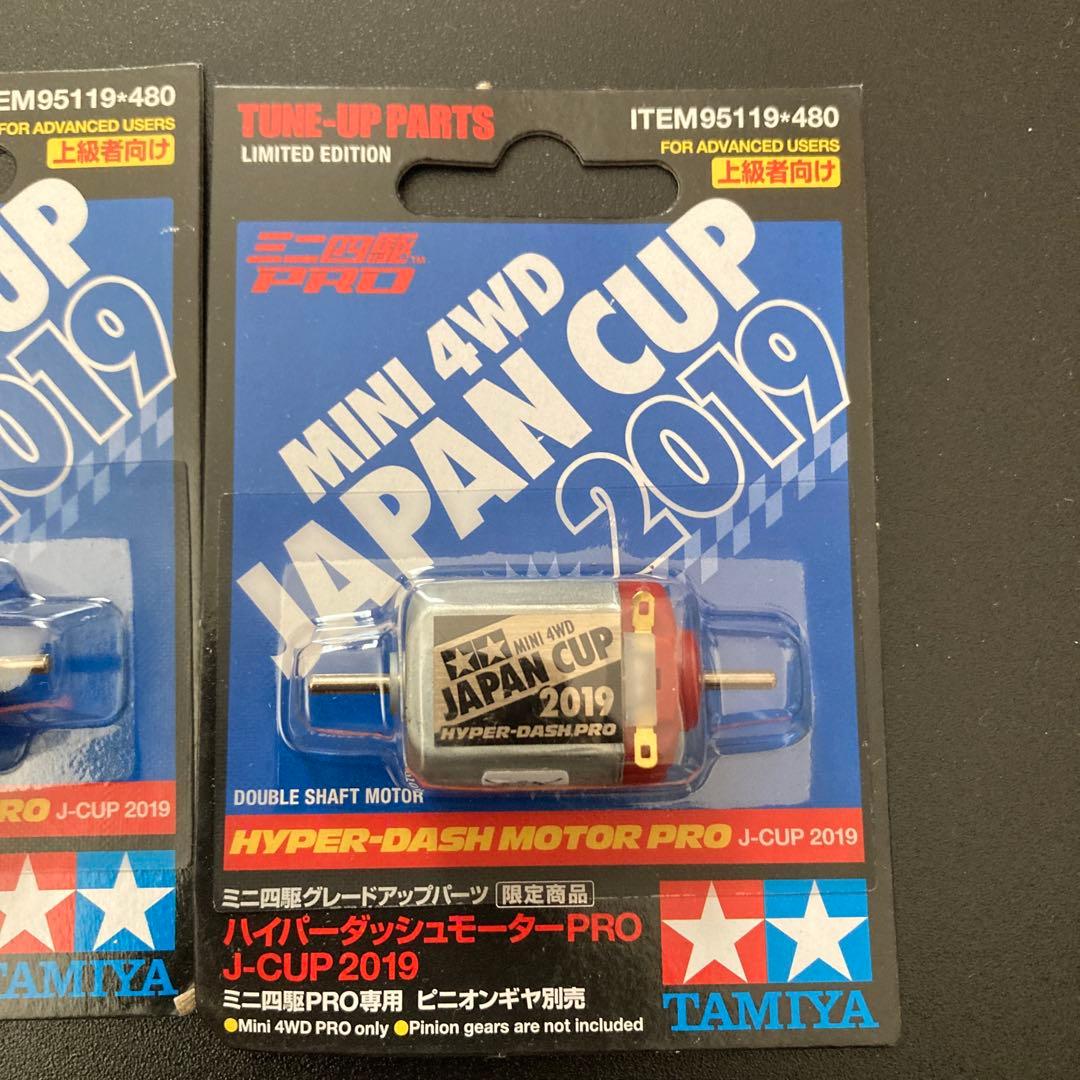 EM95119*480
FOR ADVANCED USERS
上級者向け
UP
2019
RO J-CUP 2019
TAMIYA
TUNE-UP PARTS
LIMITED EDITION
ITEM95119*480
FOR ADVANCED USERS
上級者向け
ミニ四駆™
PRO
MINI 4WD
JAPAN CUP
2019
MINI 4WD
JAPAN CUP
2019
HYPER-DASH.PRO
DOUBLE SHAFT MOTOR
HYPER-DASH MOTOR PRO J-CUP 2019
ミニ四駆グレードアップパーツ 限定商品
ハイパーダッシュモーターPRO
J-CUP 2019
ミニ四駆PRO専用 ピニオンギヤ別売
●Mini 4WD PRO only ●Pinion gears are not included
TAMIYA